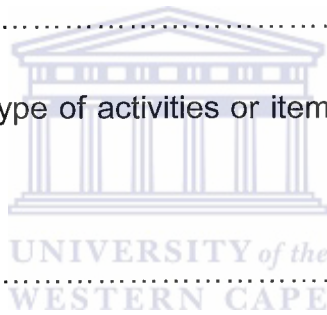 ..............................
ype of activities or item
UNIVERSITY of the
..............................
WESTERN CAPE